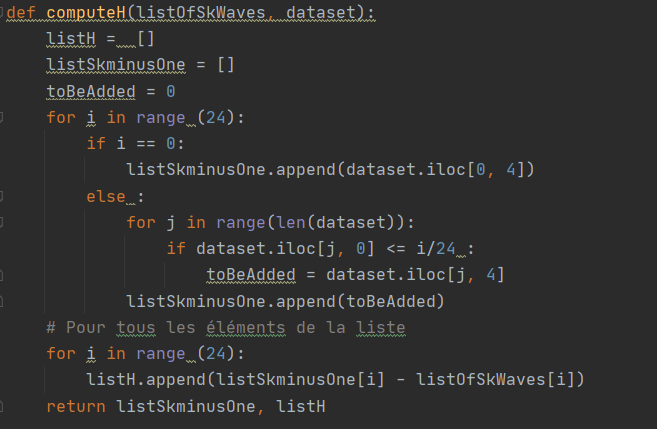 def computeH(listOfSkWaves, dataset):
    listH =  []
    listSkminusOne = []
    toBeAdded = 0
    for i in range (24):
        if i == 0:
            listSkminusOne.append(dataset.iloc[0, 4])
        else :
            for j in range(len(dataset)):
                if dataset.iloc[j, 0] <= i/24 :
                    toBeAdded = dataset.iloc[j, 4]
            listSkminusOne.append(toBeAdded)
    # Pour tous les éléments de la liste
    for i in range (24):
        listH.append(listSkminusOne[i] - listOfSkWaves[i])
    return listSkminusOne, listH